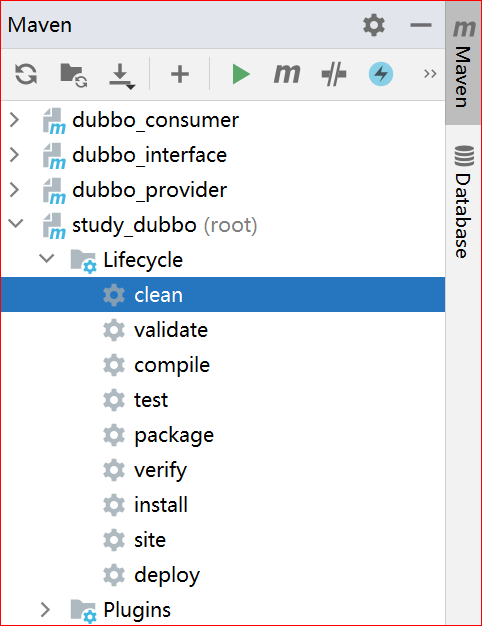 Maven
dubbo_consumer
dubbo_interface
dubbo_provider
study_dubbo (root)
Lifecycle
clean
validate
compile
test
package
verify
install
site
deploy
Plugins
Maven
Database